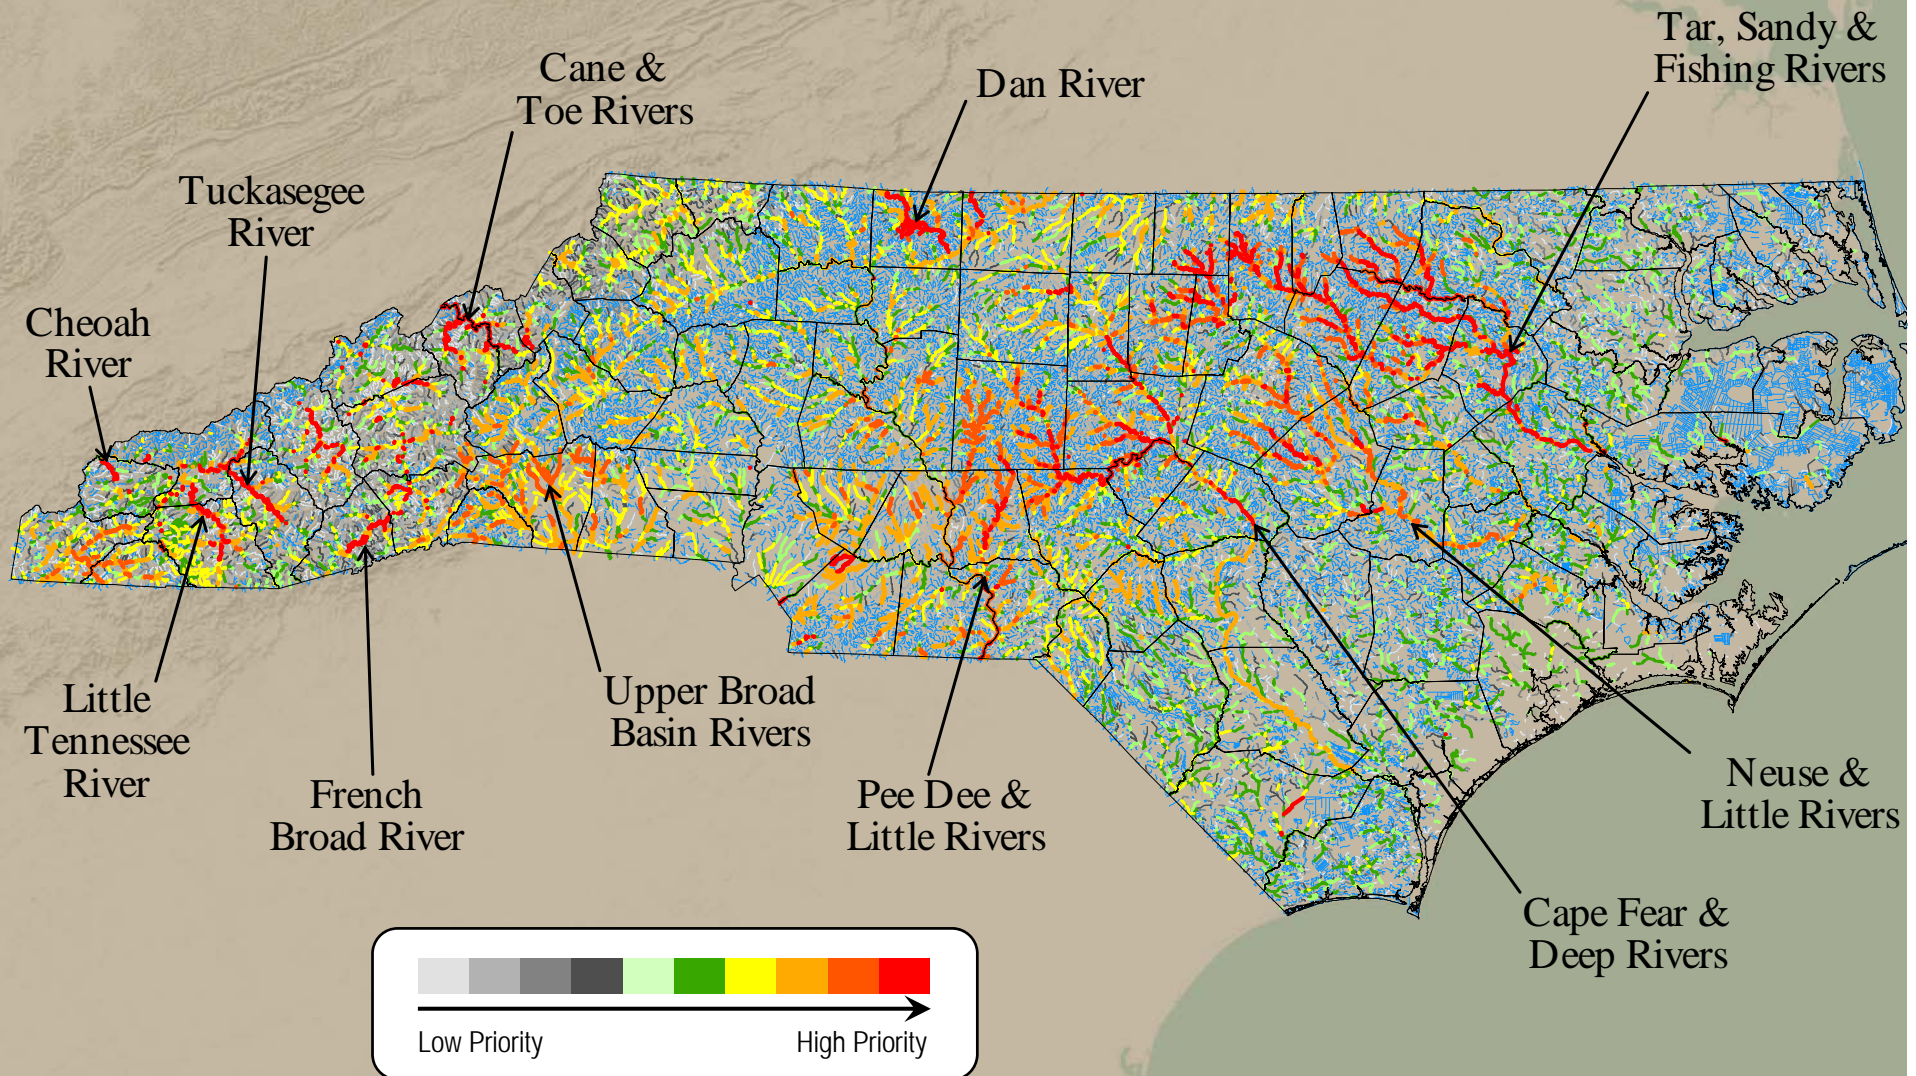 Tar, Sandy &
Fishing Rivers
Cane &
Toe Rivers
Dan River
Tuckasegee
River
Cheoah
River
Little
Tennessee
River
French
Broad River
Upper Broad
Basin Rivers
Pee Dee &
Little Rivers
Neuse &
Little Rivers
Cape Fear &
Deep Rivers
Low Priority
High Priority